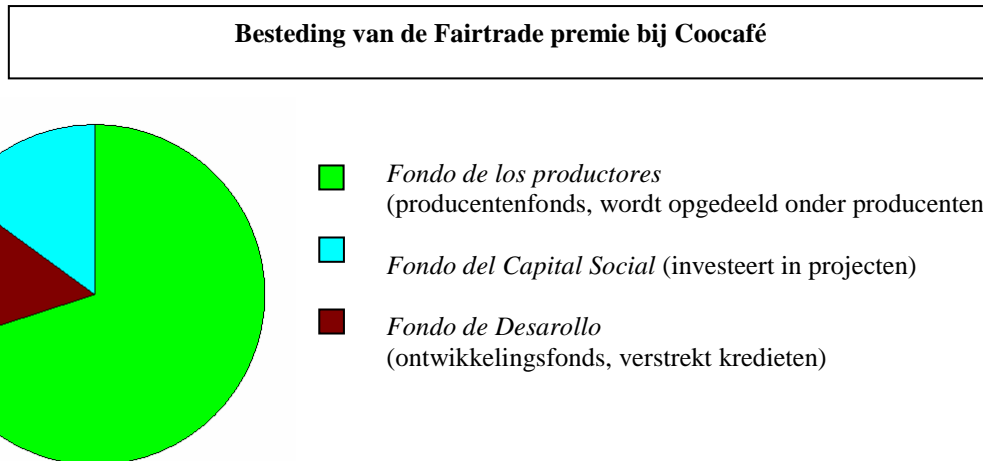 Besteding van de Fairtrade premie bij Coocafé
Fondo de los productores
(producentenfonds, wordt opgedeeld onder producenten
Fondo del Capital Social (investeert in projecten)
Fondo de Desarollo
(ontwikkelingsfonds, verstrekt kredieten)